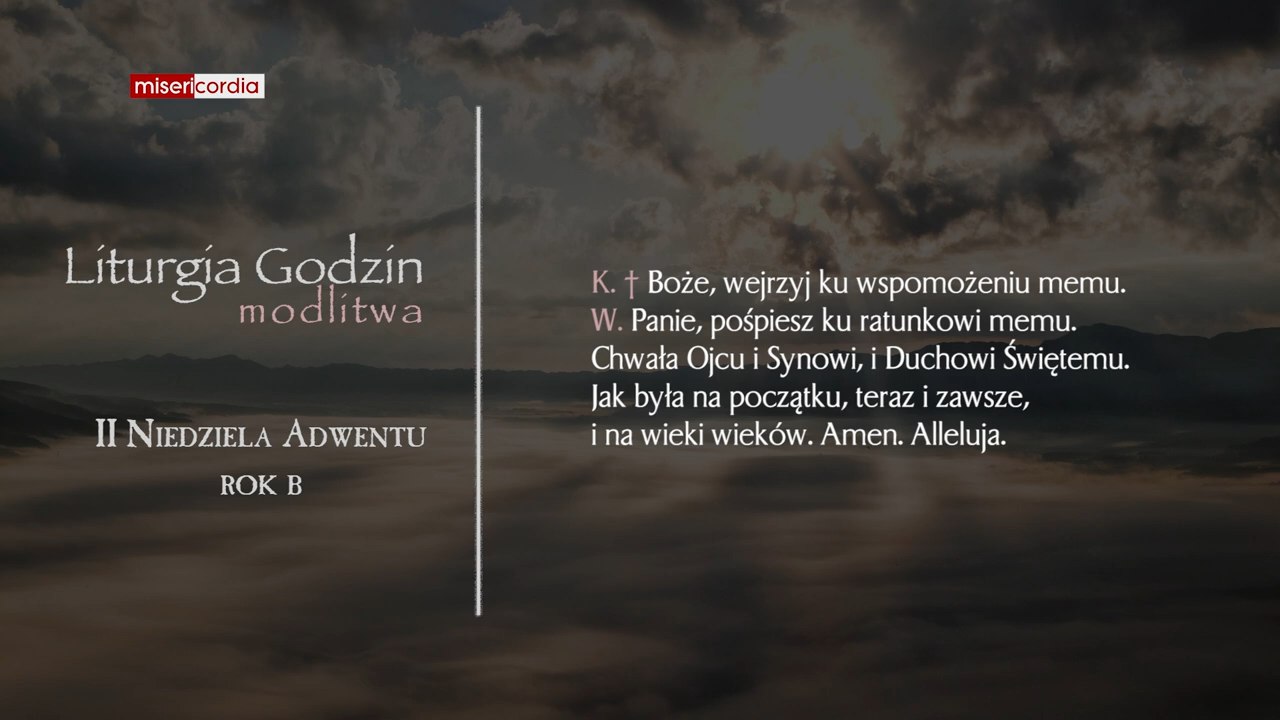 misericordia
Liturgia Godzin
modlitwa
II Niedziela Adwentu
ROK B
K. † Boże, wejrzyj ku wspomożeniu memu.
W. Panie, pośpiesz ku ratunkowi memu.
Chwała Ojcu i Synowi, i Duchowi Świętemu.
Jak była na początku, teraz i zawsze,
i na wieki wieków. Amen. Alleluja.